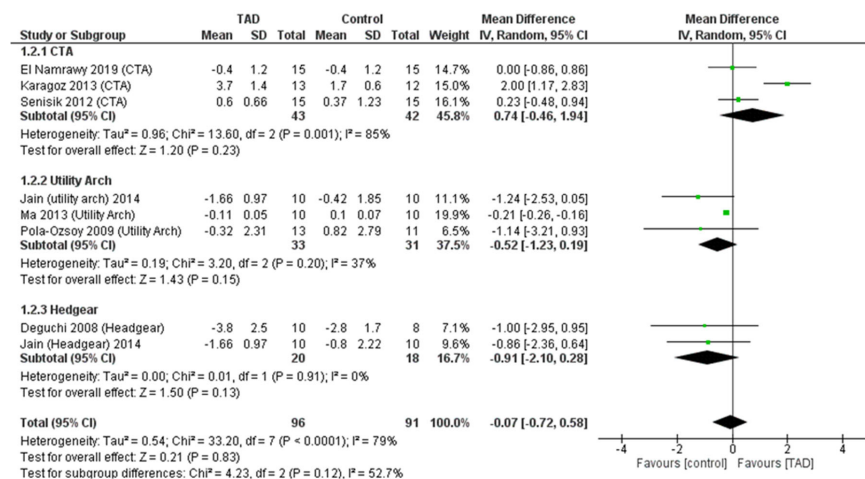 TAD Control Mean Difference Mean Difference
Study or Subgroup Mean SD Total Mean SD Total Weight IV, Random, 95% CI IV, Random, 95% CI
1.2.1 CTA
El Namrawy 2019 (CTA) -0.4 1.2 15 -0.4 1.2 15 14.7% 0.00 [-0.86, 0.86]
Karagoz 2013 (CTA) 3.7 1.4 13 1.7 0.6 12 15.0% 2.00 [1.17, 2.83]
Senisik 2012 (CTA) 0.6 0.66 15 0.37 1.23 15 16.1% 0.23 [-0.48, 0.94]
Subtotal (95% CI) 43 42 45.8% 0.74 [-0.46, 1.94]
Heterogeneity: Tau² = 0.96; Chi² = 13.60, df = 2 (P = 0.001); I² = 85%
Test for overall effect: Z = 1.20 (P = 0.23)
1.2.2 Utility Arch
Jain (utility arch) 2014 -1.66 0.97 10 -0.42 1.85 10 11.1% -1.24 [-2.53, 0.05]
Ma 2013 (Utility Arch) -0.11 0.05 10 0.1 0.07 10 19.9% -0.21 [-0.26, -0.16]
Pola-Ozsoy 2009 (Utility Arch) -0.32 2.31 13 0.82 2.79 11 6.5% -1.14 [-3.21, 0.93]
Subtotal (95% CI) 33 31 37.5% -0.52 [-1.23, 0.19]
Heterogeneity: Tau² = 0.19; Chi² = 3.20, df = 2 (P = 0.20); I² = 37%
Test for overall effect: Z = 1.43 (P = 0.15)
1.2.3 Hedgear
Deguchi 2008 (Headgear) -3.8 2.5 10 -2.8 1.7 8 7.1% -1.00 [-2.95, 0.95]
Jain (Headgear) 2014 -1.66 0.97 10 -0.8 2.22 10 9.6% -0.86 [-2.36, 0.64]
Subtotal (95% CI) 20 18 16.7% -0.91 [-2.10, 0.28]
Heterogeneity: Tau² = 0.00; Chi² = 0.01, df = 1 (P = 0.91); I² = 0%
Test for overall effect: Z = 1.50 (P = 0.13)
Total (95% CI) 96 91 100.0% -0.07 [-0.72, 0.58]
Heterogeneity: Tau² = 0.54; Chi² = 33.20, df = 7 (P < 0.0001); I² = 79%
Test for overall effect: Z = 0.21 (P = 0.83)
Test for subgroup differences: Chi² = 4.23, df = 2 (P = 0.12), I² = 52.7%
-4 -2 0 2 4
Favours [control] Favours [TAD]